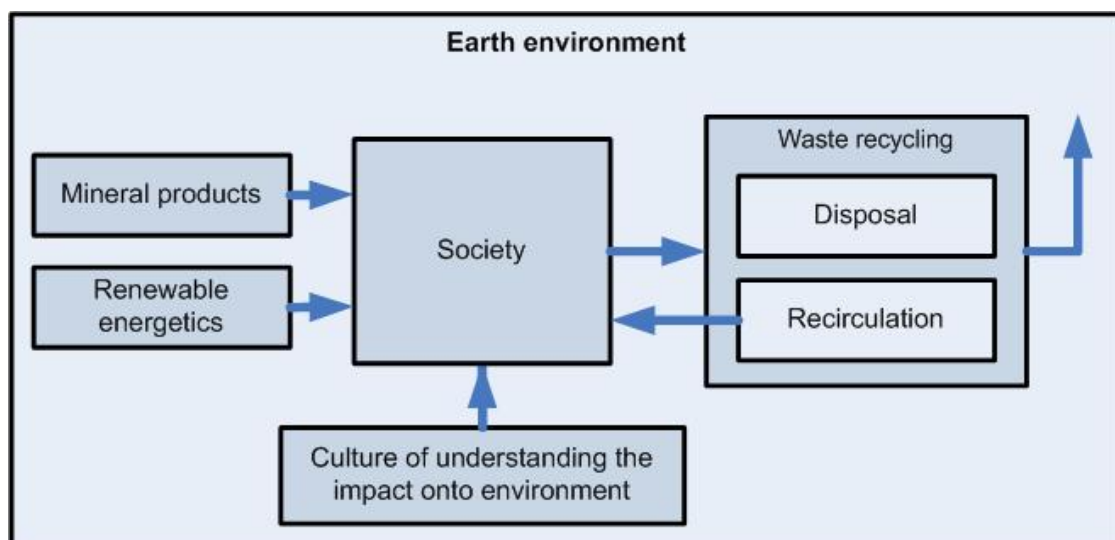 Earth environment
Mineral products
Renewable
energetics
Society
Waste recycling
Disposal
Recirculation
Culture of understanding the
impact onto environment